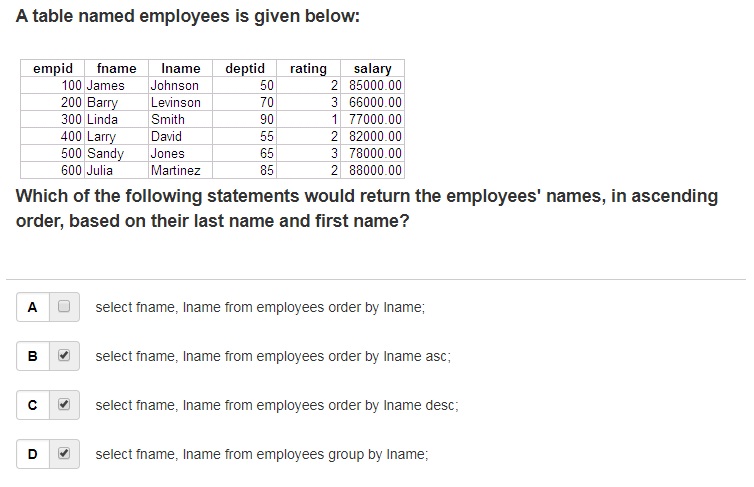 A table named employees is given below:
empid fname lname deptid rating salary
100 James Johnson 50 2 85000.00
200 Barry Levinson 70 3 66000.00
300 Linda Smith 90 1 77000.00
400 Larry David 55 2 82000.00
500 Sandy Jones 65 3 78000.00
600 Julia Martinez 85 2 88000.00
Which of the following statements would return the employees' names, in ascending
order, based on their last name and first name?
A select fname, lname from employees order by lname;
B select fname, lname from employees order by lname asc;
C select fname, lname from employees order by lname desc;
D select fname, lname from employees group by lname;